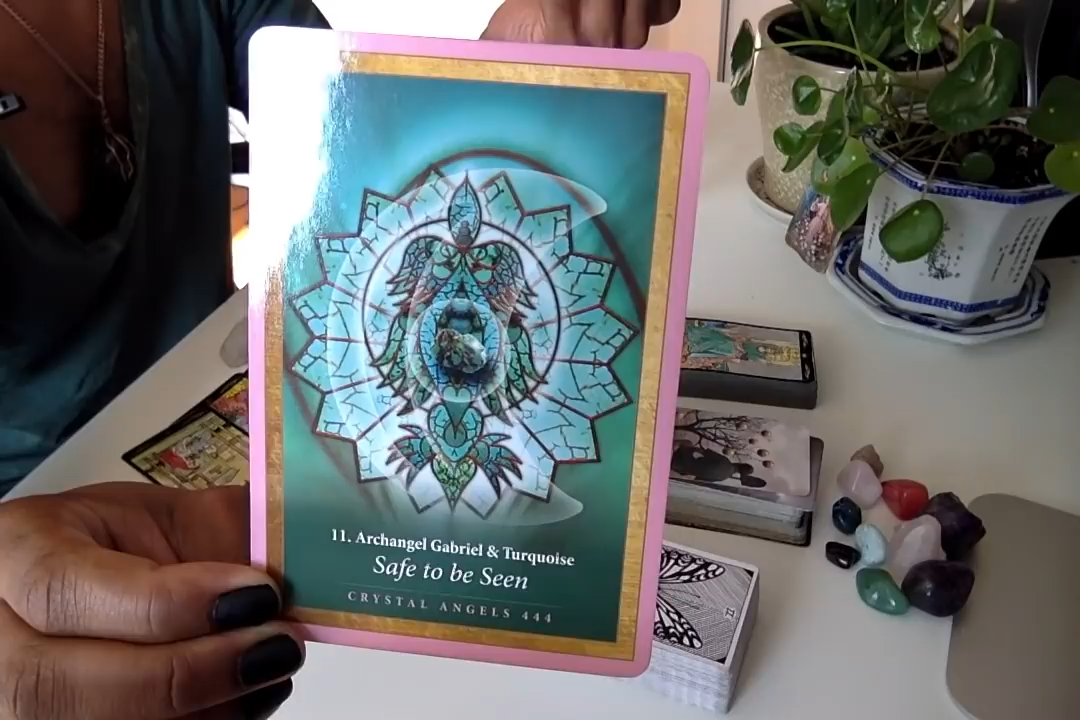 11. Archangel Gabriel & Turquoise
Safe to be Seen
CRYSTAL ANGELS 444